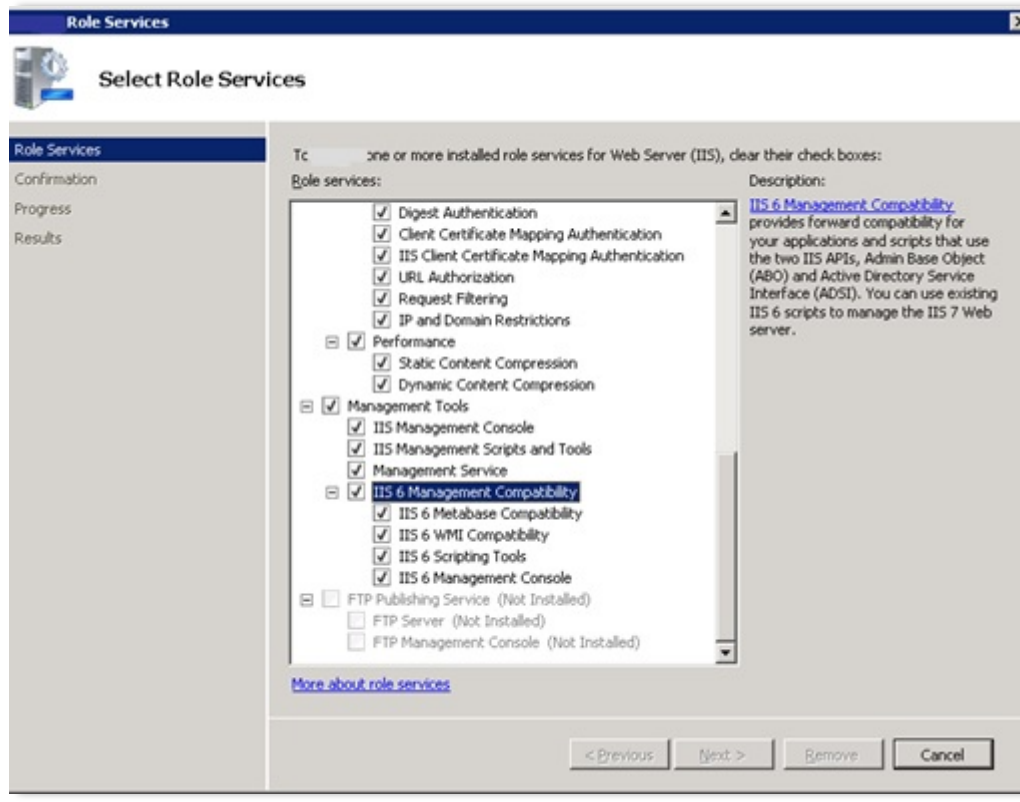 Role Services
Select Role Services
Role Services
Confirmation
Progress
Results
one or more installed role services for Web Server (IIS), clear their check boxes:
Role services:
Digest Authentication
Client Certificate Mapping Authentication
IIS Client Certificate Mapping Authentication
URL Authorization
Request Filtering
IP and Domain Restrictions
Performance
Static Content Compression
Dynamic Content Compression
Management Tools
IIS Management Console
IIS Management Scripts and Tools
Management Service
IIS 6 Management Compatibility
IIS 6 Metabase Compatibility
IIS 6 WMI Compatibility
IIS 6 Scripting Tools
IIS 6 Management Console
FTP Publishing Service (Not Installed)
FTP Server (Not Installed)
FTP Management Console (Not Installed)
More about role services
Description:
IIS 6 Management Compatibility
provides forward compatibility for
your applications and scripts that use
the two IIS APIs, Admin Base Object
(ABO) and Active Directory Service
Interface (ADSI). You can use existing
IIS 6 scripts to manage the IIS 7 Web
server.
< Previous
Next >
Remove
Cancel